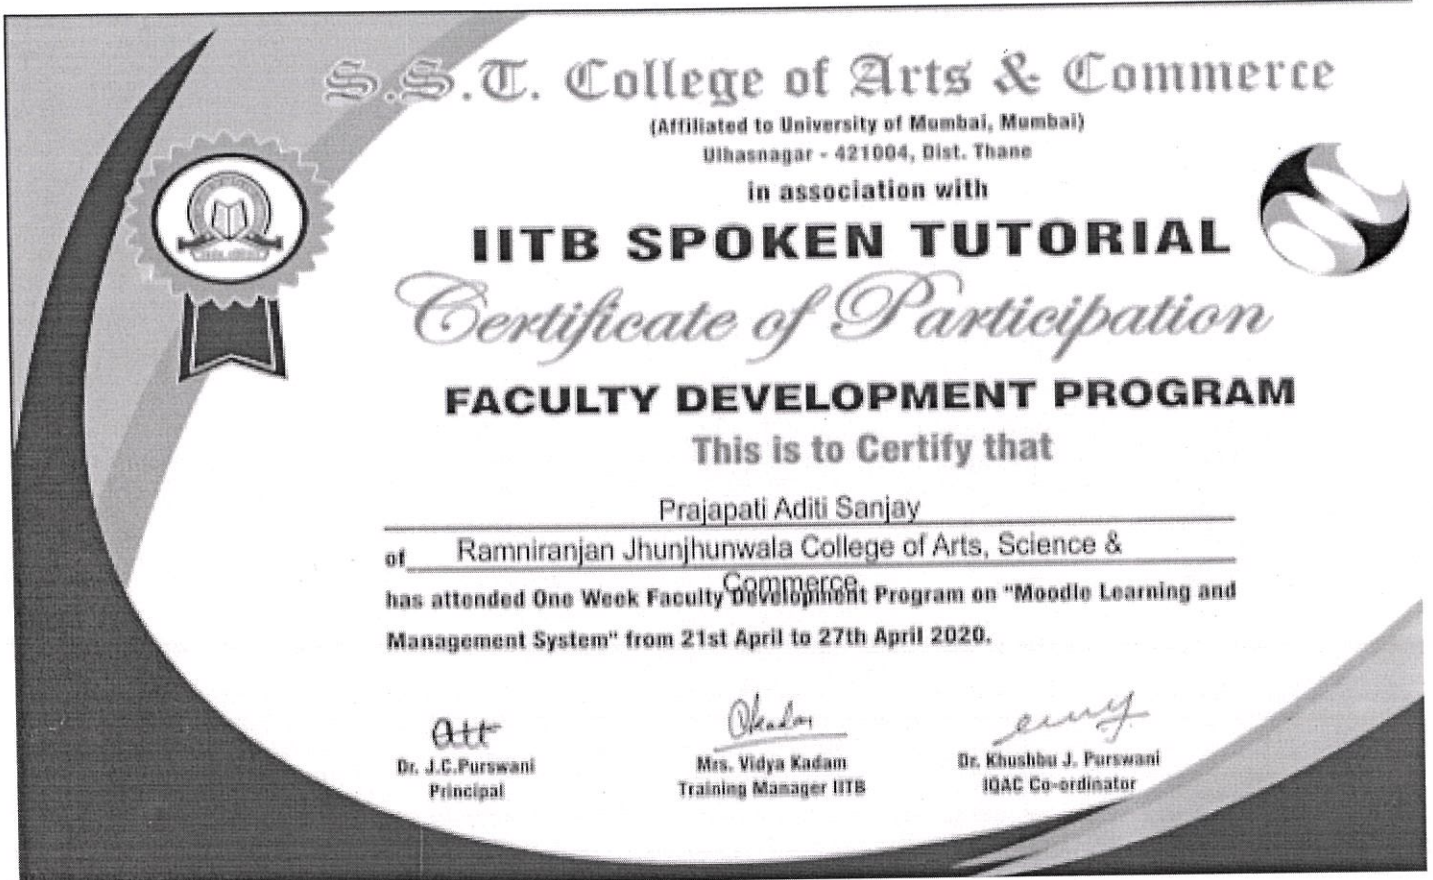 S.S.T. College of Arts & Commerce
(Affiliated to University of Mumbai, Mumbai)
Ulhasnagar - 421004, Dist. Thane
in association with
IITB SPOKEN TUTORIAL
Certificate of Participation
FACULTY DEVELOPMENT PROGRAM
This is to Certify that
Prajapati Aditi Sanjay
of Ramniranjan Jhunjhunwala College of Arts, Science &
Commerce
has attended One Week Faculty Development Program on "Moodle Learning and
Management System" from 21st April to 27th April 2020.
Dr. J.C.Purswani
Principal
Mrs. Vidya Kadam
Training Manager IITB
Dr. Khushbu J. Purswani
IQAC Co-ordinator